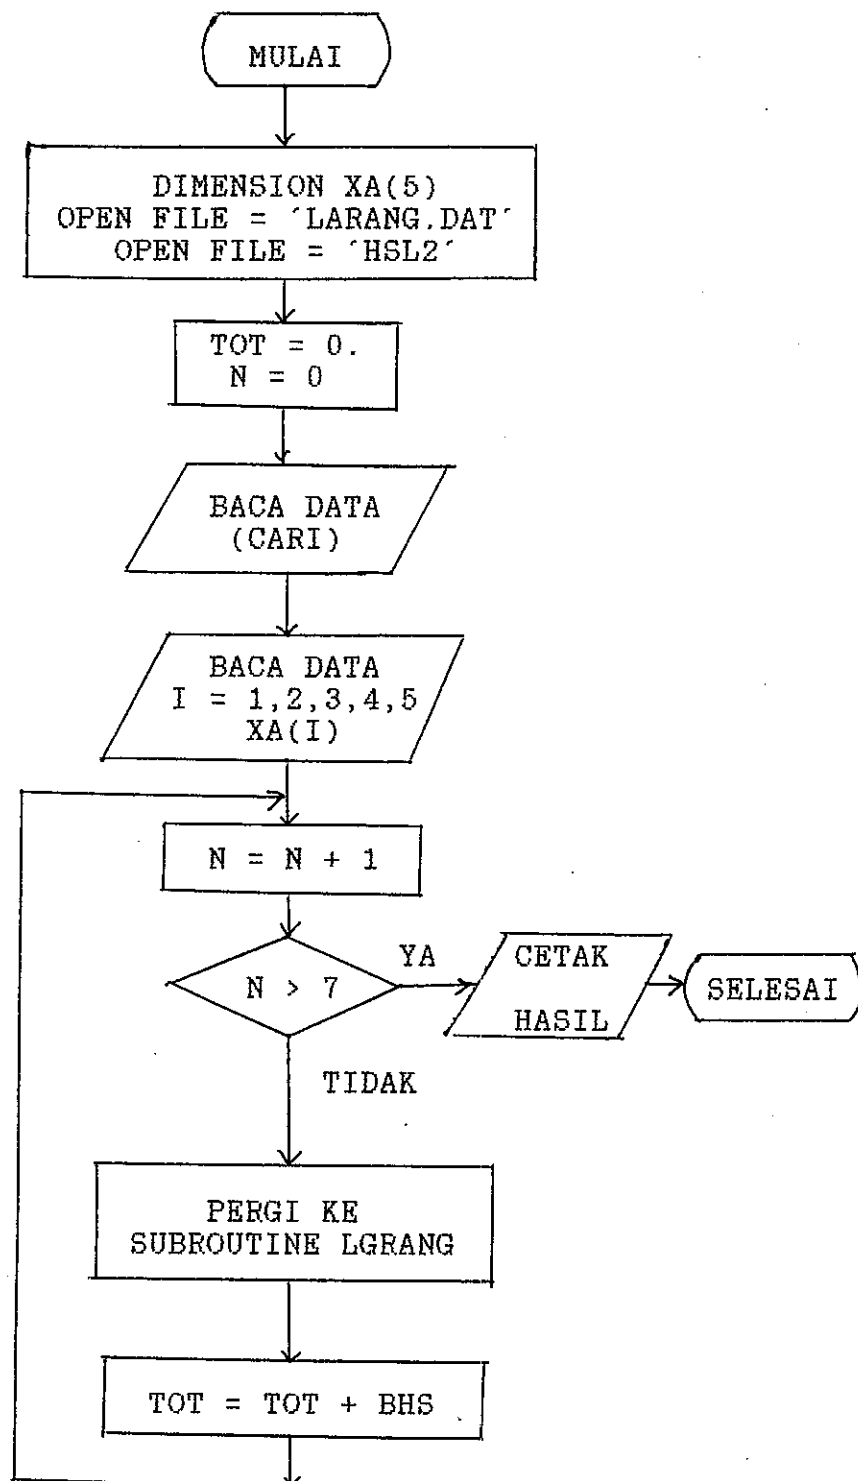 MULAI
DIMENSION XA(5)
OPEN FILE = ´LARANG.DAT´
OPEN FILE = ´HSL2´
TOT = 0.
N = 0
BACA DATA
(CARI)
BACA DATA
I = 1,2,3,4,5
XA(I)
N = N + 1
N > 7
YA
CETAK
HASIL
SELESAI
TIDAK
PERGI KE
SUBROUTINE LGRANG
TOT = TOT + BHS